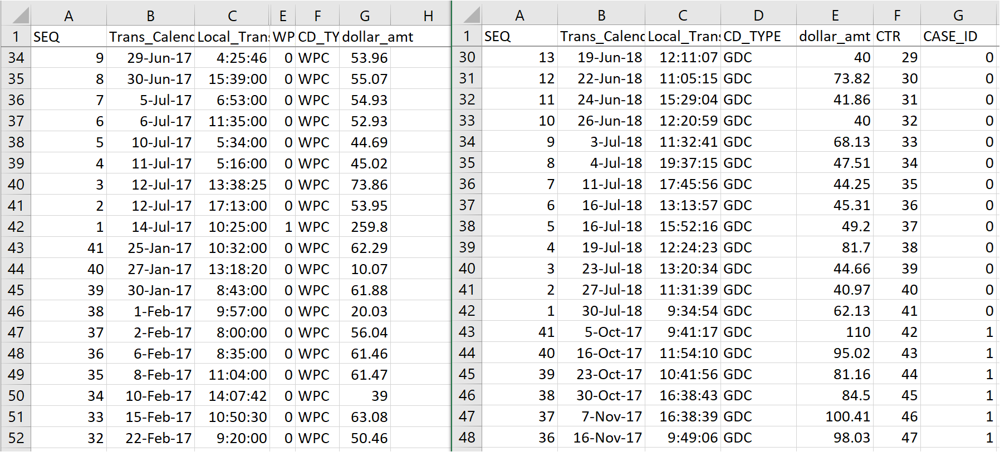 A B C E F G H
1 SEQ Trans_Calend Local_Trans WP CD_TY dollar_amt
34 9 29-Jun-17 4:25:46 0 WPC 53.96
35 8 30-Jun-17 15:39:00 0 WPC 55.07
36 7 5-Jul-17 6:53:00 0 WPC 54.93
37 6 6-Jul-17 11:35:00 0 WPC 52.93
38 5 10-Jul-17 5:34:00 0 WPC 44.69
39 4 11-Jul-17 5:16:00 0 WPC 45.02
40 3 12-Jul-17 13:38:25 0 WPC 73.86
41 2 12-Jul-17 17:13:00 0 WPC 53.95
42 1 14-Jul-17 10:25:00 1 WPC 259.8
43 41 25-Jan-17 10:32:00 0 WPC 62.29
44 40 27-Jan-17 13:18:20 0 WPC 10.07
45 39 30-Jan-17 8:43:00 0 WPC 61.88
46 38 1-Feb-17 9:57:00 0 WPC 20.03
47 37 2-Feb-17 8:00:00 0 WPC 56.04
48 36 6-Feb-17 8:35:00 0 WPC 61.46
49 35 8-Feb-17 11:04:00 0 WPC 61.47
50 34 10-Feb-17 14:07:42 0 WPC 39
51 33 15-Feb-17 10:50:30 0 WPC 63.08
52 32 22-Feb-17 9:20:00 0 WPC 50.46
A B C D E F G
1 SEQ Trans_Calend Local_Trans CD_TYPE dollar_amt CTR CASE_ID
30 13 19-Jun-18 12:11:07 GDC 40 29 0
31 12 22-Jun-18 11:05:15 GDC 73.82 30 0
32 11 24-Jun-18 15:29:04 GDC 41.86 31 0
33 10 26-Jun-18 12:20:59 GDC 40 32 0
34 9 3-Jul-18 11:32:41 GDC 68.13 33 0
35 8 4-Jul-18 19:37:15 GDC 47.51 34 0
36 7 11-Jul-18 17:45:56 GDC 44.25 35 0
37 6 16-Jul-18 13:13:57 GDC 45.31 36 0
38 5 16-Jul-18 15:52:16 GDC 49.2 37 0
39 4 19-Jul-18 12:24:23 GDC 81.7 38 0
40 3 23-Jul-18 13:20:34 GDC 44.66 39 0
41 2 27-Jul-18 11:31:39 GDC 40.97 40 0
42 1 30-Jul-18 9:34:54 GDC 62.13 41 0
43 41 5-Oct-17 9:41:17 GDC 110 42 1
44 40 16-Oct-17 11:54:10 GDC 95.02 43 1
45 39 23-Oct-17 10:41:56 GDC 81.16 44 1
46 38 30-Oct-17 16:38:43 GDC 84.5 45 1
47 37 7-Nov-17 16:38:39 GDC 100.41 46 1
48 36 16-Nov-17 9:49:06 GDC 98.03 47 1